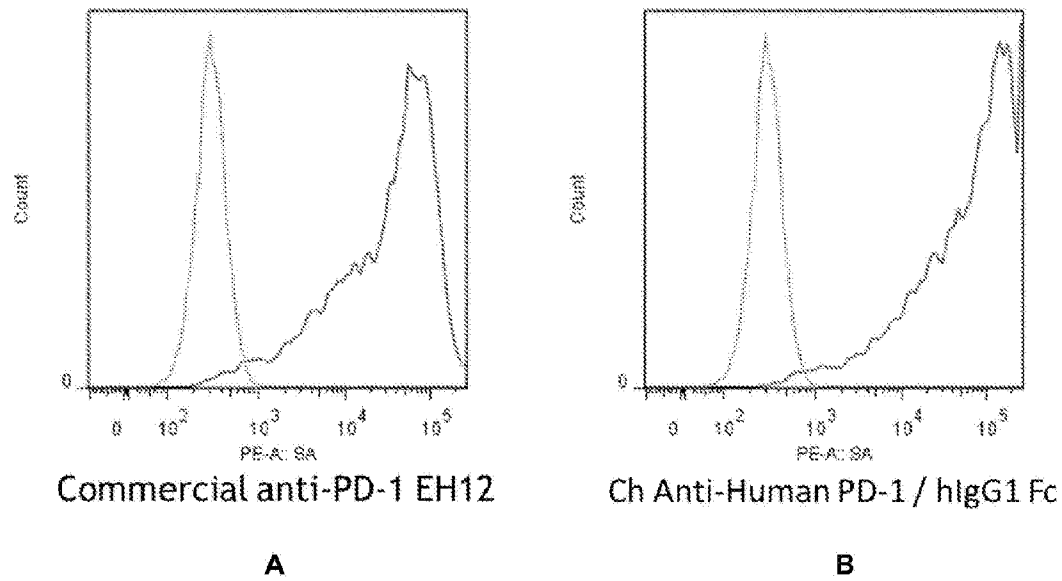 Count
0
0 10² 10³ 10⁴ 10⁵
PE-A:: SA
Commercial anti-PD-1 EH12
A
Count
0
0 10² 10³ 10⁴ 10⁵
PE-A:: SA
Ch Anti-Human PD-1 / hIgG1 Fc
B